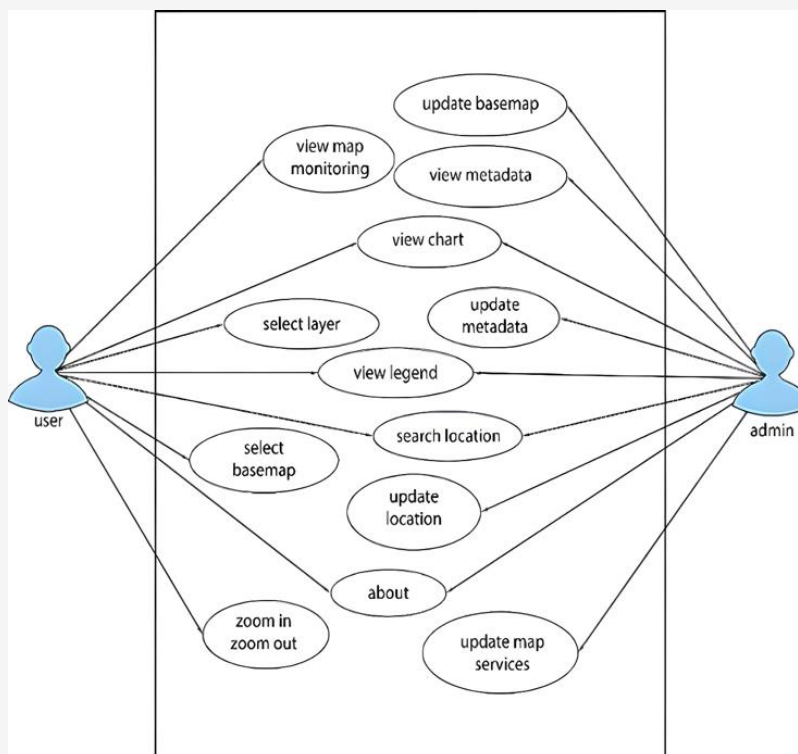 update basemap
view map
monitoring
view metadata
view chart
select layer
update
metadata
view legend
user
search location
admin
select
basemap
update
location
about
zoom in
zoom out
update map
services